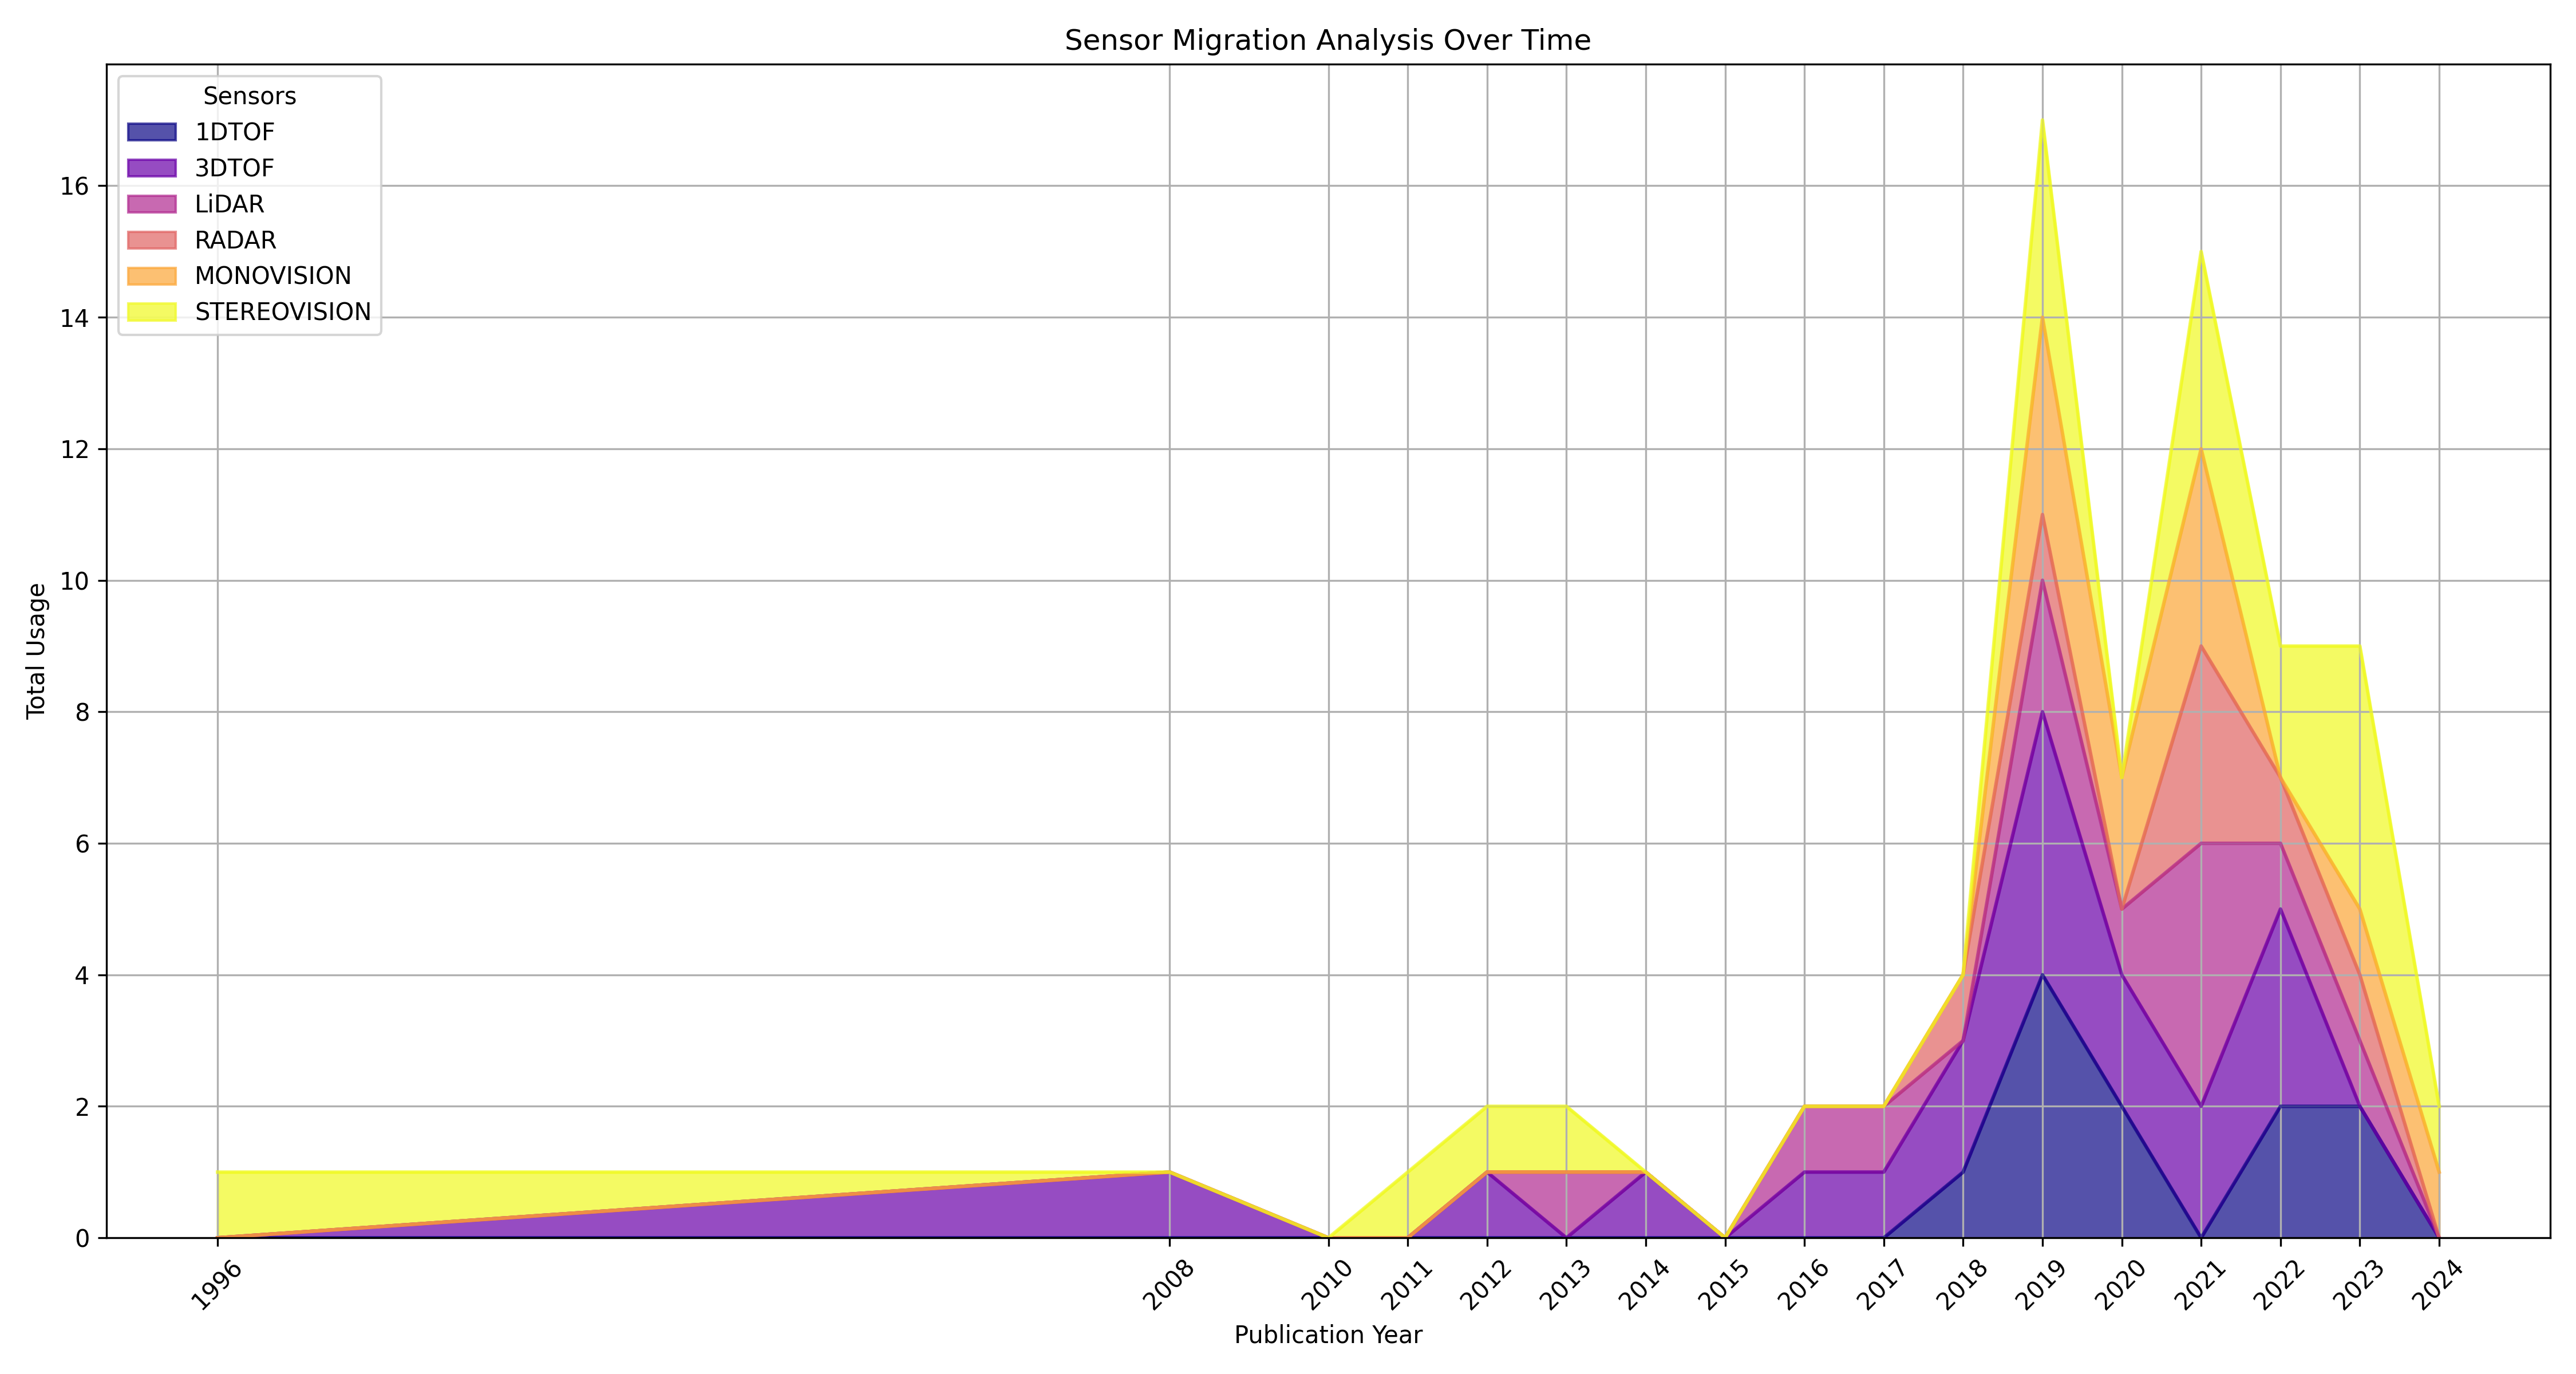 Sensor Migration Analysis Over Time
Sensors
1DTOF
3DTOF
LiDAR
RADAR
MONOVISION
STEREOVISION
Total Usage
16
14
12
10
8
6
4
2
0
1996
2008
2010
2011
2012
2013
2014
2015
2016
2017
2018
2019
2020
2021
2022
2023
2024
Publication Year